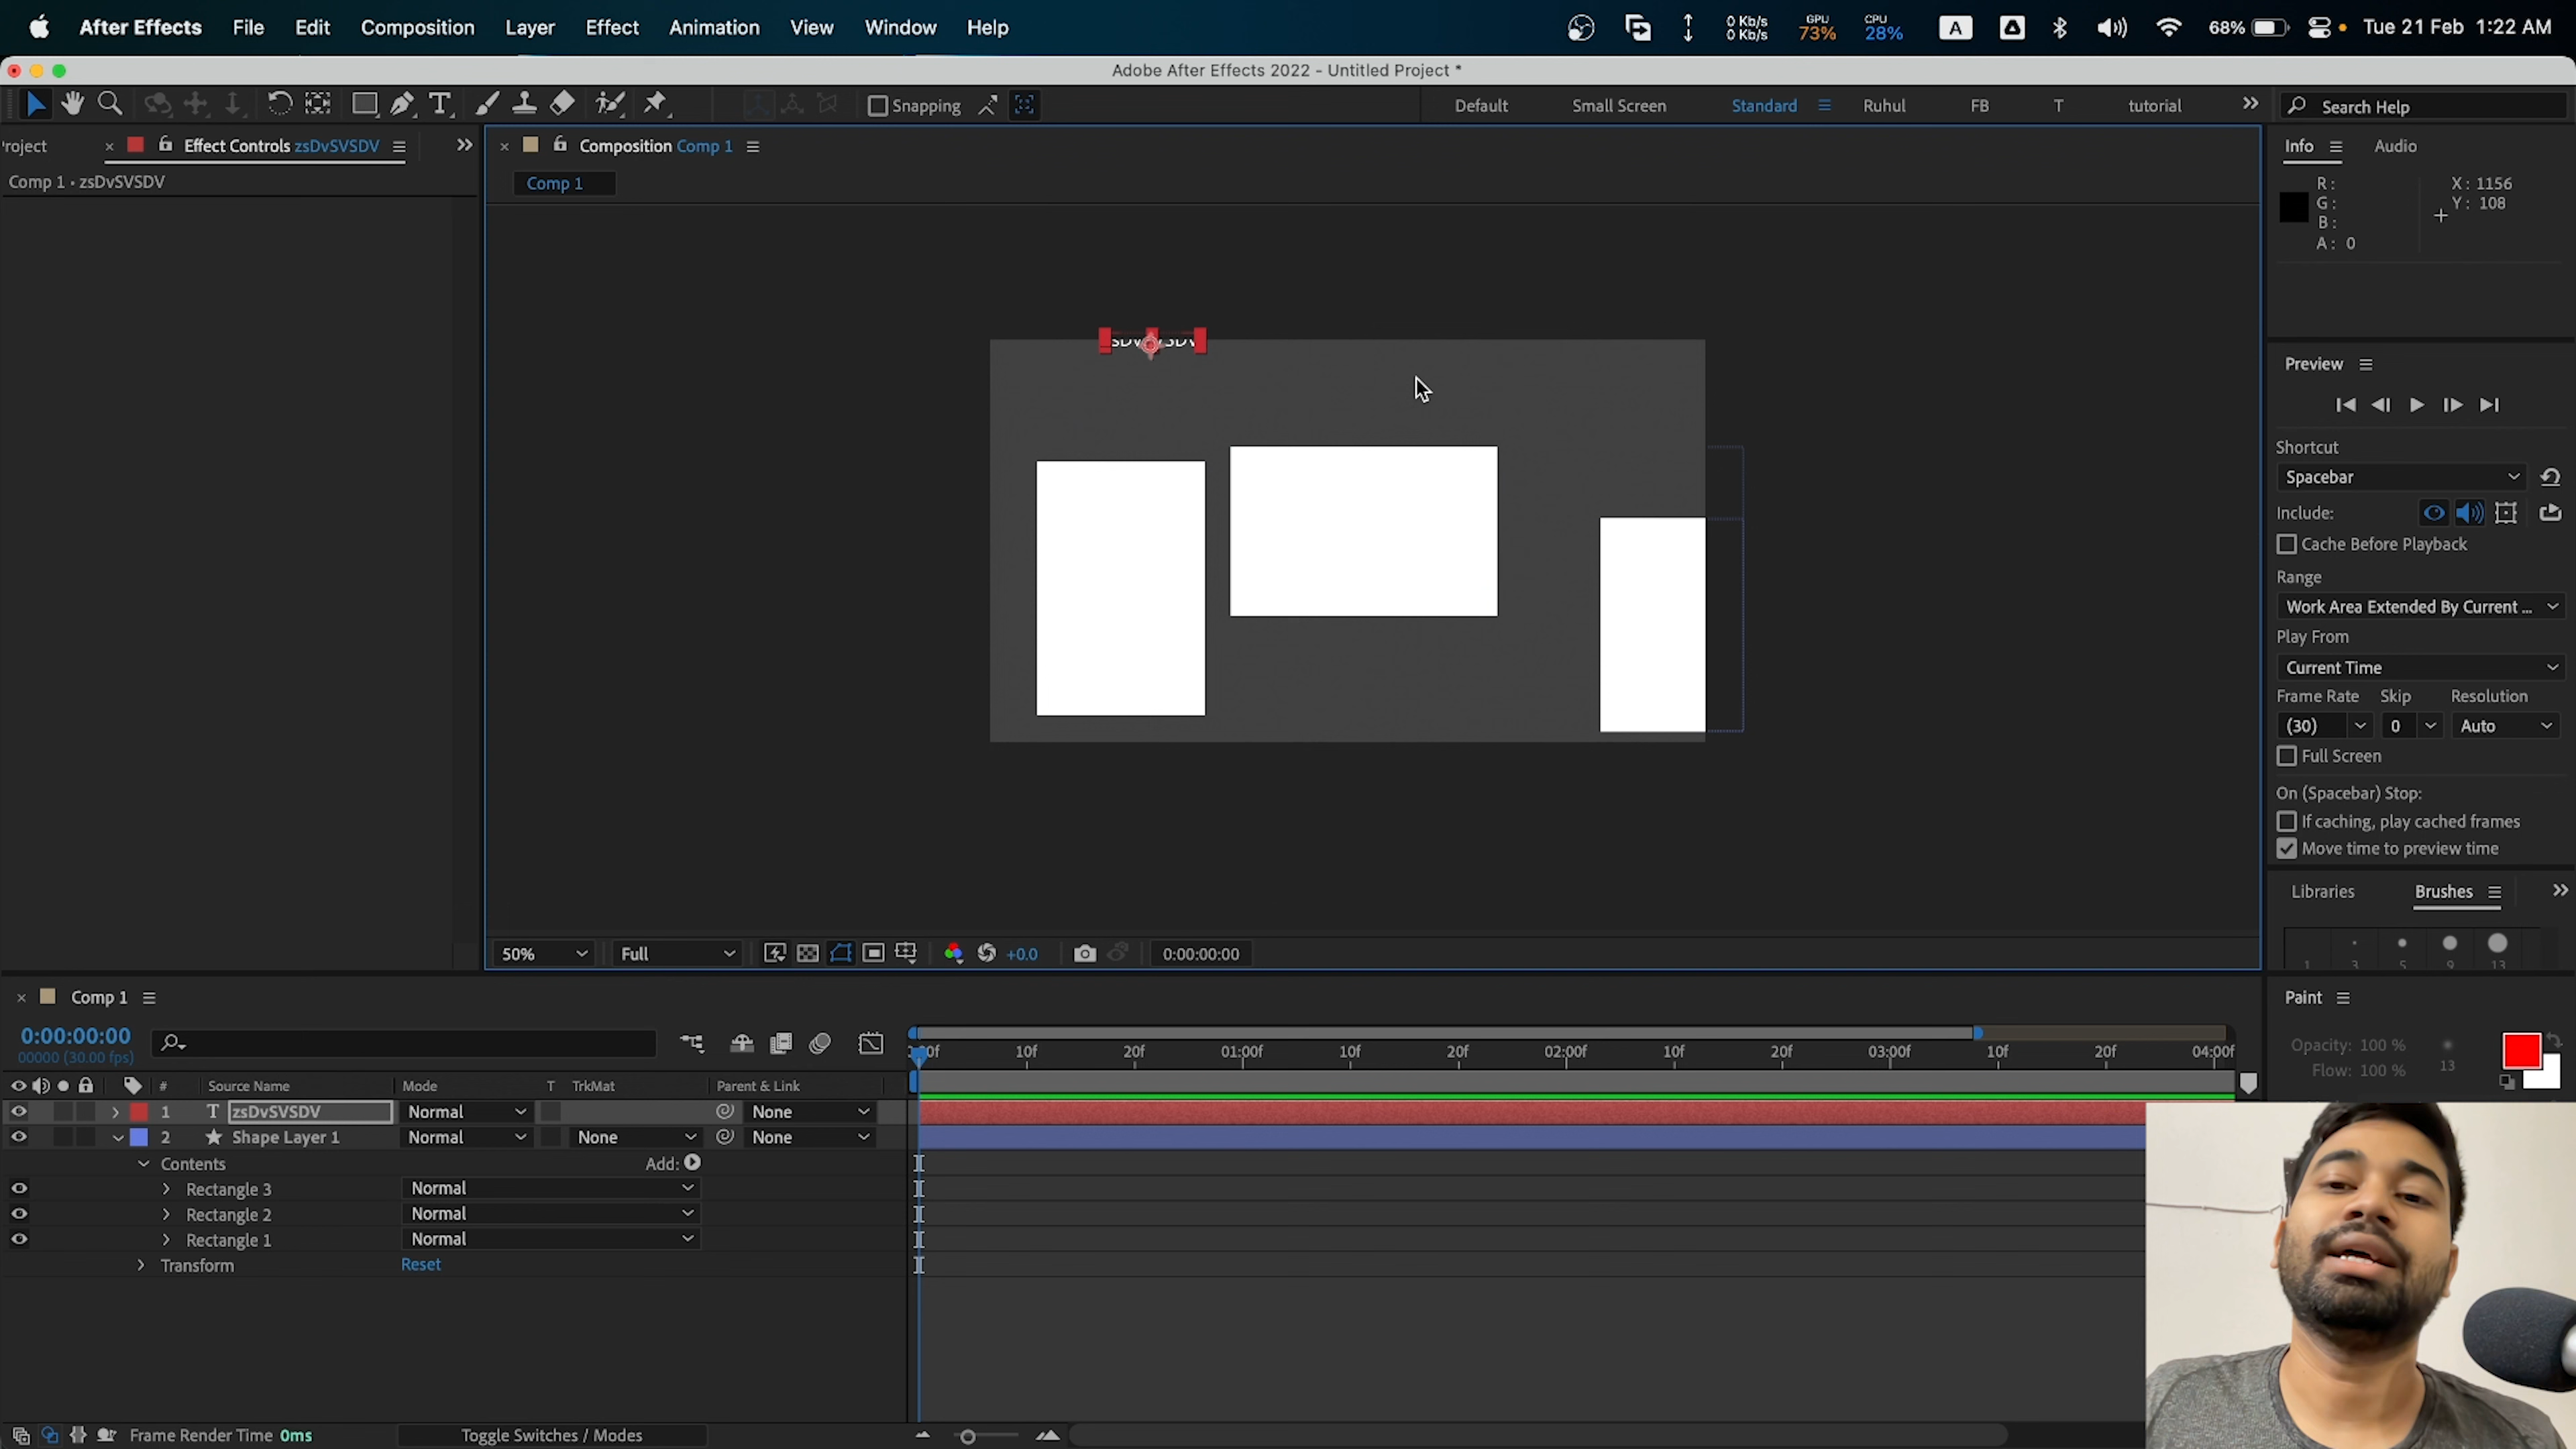 After Effects File Edit Composition Layer Effect Animation View Window Help 0 Kb/s 0 Kb/s GPU 73% CPU 28% A 68% Tue 21 Feb 1:22 AM
Adobe After Effects 2022 - Untitled Project *
Snapping Default Small Screen Standard Ruhul FB T tutorial Search Help
roject Effect Controls zsDvSVSDV Composition Comp 1 Info Audio
Comp 1 • zsDvSVSDV
Comp 1
R: X: 1156
G: Y: 108
B:
A: 0
Preview
Shortcut
Spacebar
Include:
Cache Before Playback
Range
Work Area Extended By Current ...
Play From
Current Time
Frame Rate Skip Resolution
(30) 0 Auto
Full Screen
On (Spacebar) Stop:
If caching, play cached frames
Move time to preview time
Libraries Brushes
1 3 5 9 13
50% Full +0.0 0:00:00:00
Comp 1
Paint
Opacity: 100 %
Flow: 100 % 13
0:00:00:00
00000 (30.00 fps)
:00f 10f 20f 01:00f 10f 20f 02:00f 10f 20f 03:00f 10f 20f 04:00f
# Source Name Mode T TrkMat Parent & Link
1 T zsDvSVSDV Normal None
2 Shape Layer 1 Normal None None
Contents Add:
Rectangle 3 Normal
Rectangle 2 Normal
Rectangle 1 Normal
Transform Reset
Frame Render Time 0ms Toggle Switches / Modes